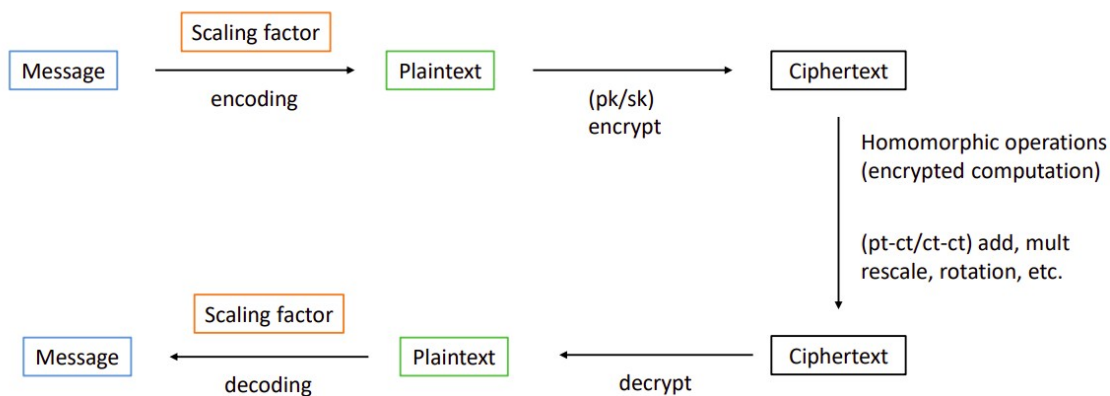 Scaling factor
Message
encoding
Plaintext
(pk/sk)
encrypt
Ciphertext
Homomorphic operations
(encrypted computation)
(pt-ct/ct-ct) add, mult
rescale, rotation, etc.
Scaling factor
Message
decoding
Plaintext
decrypt
Ciphertext